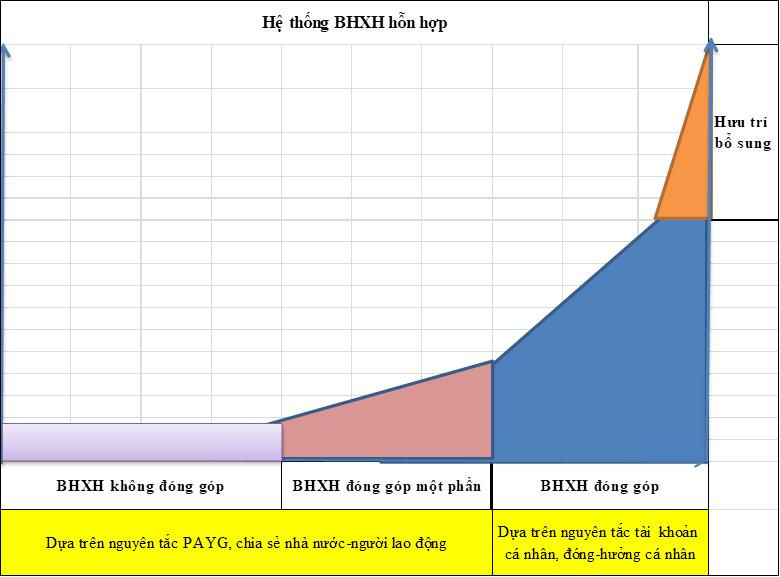 Hệ thống BHXH hỗn hợp
Hưu trí
bổ sung
BHXH không đóng góp
BHXH đóng góp một phần
BHXH đóng góp
Dựa trên nguyên tắc PAYG, chia sẻ nhà nước-người lao động
Dựa trên nguyên tắc tài khoản
cá nhân, đóng-hưởng cá nhân